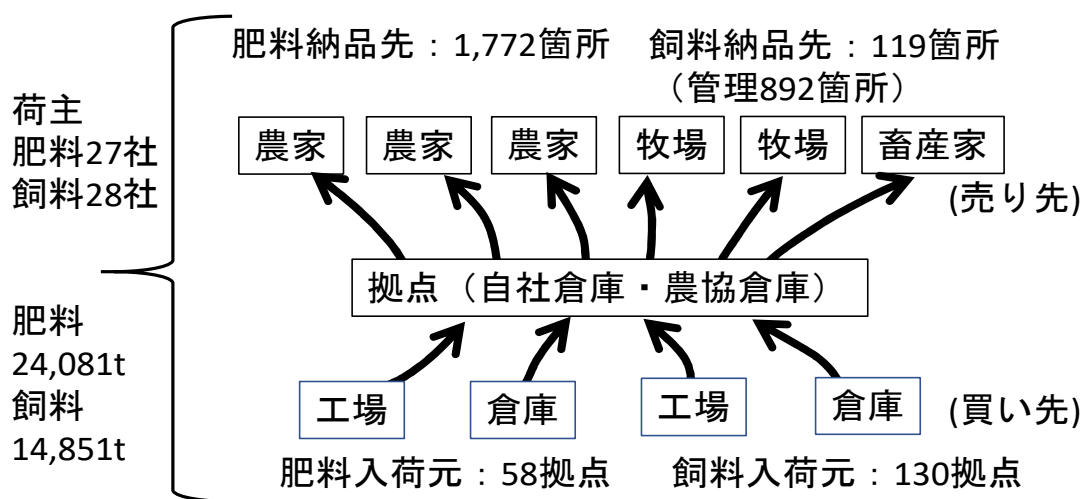 肥料納品先：1,772箇所
飼料納品先：119箇所
（管理892箇所）
荷主
肥料27社
飼料28社
農家
農家
農家
牧場
牧場
畜産家
(売り先)
拠点（自社倉庫・農協倉庫）
肥料
24,081t
飼料
14,851t
工場
倉庫
工場
倉庫
(買い先)
肥料入荷元：58拠点
飼料入荷元：130拠点